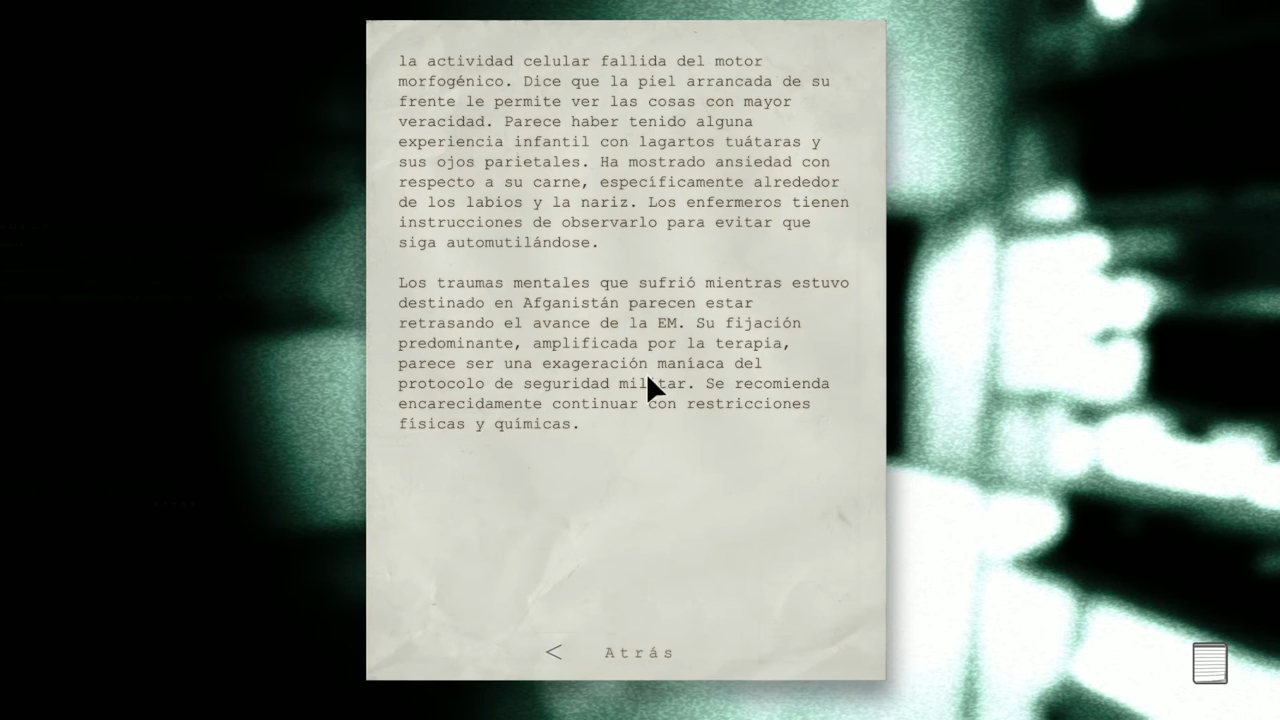 la actividad celular fallida del motor
morfogénico. Dice que la piel arrancada de su
frente le permite ver las cosas con mayor
veracidad. Parece haber tenido alguna
experiencia infantil con lagartos tuátaras y
sus ojos parietales. Ha mostrado ansiedad con
respecto a su carne, específicamente alrededor
de los labios y la nariz. Los enfermeros tienen
instrucciones de observarlo para evitar que
siga automutilándose.
Los traumas mentales que sufrió mientras estuvo
destinado en Afganistán parecen estar
retrasando el avance de la EM. Su fijación
predominante, amplificada por la terapia,
parece ser una exageración maníaca del
protocolo de seguridad militar. Se recomienda
encarecidamente continuar con restricciones
físicas y químicas.
< Atrás